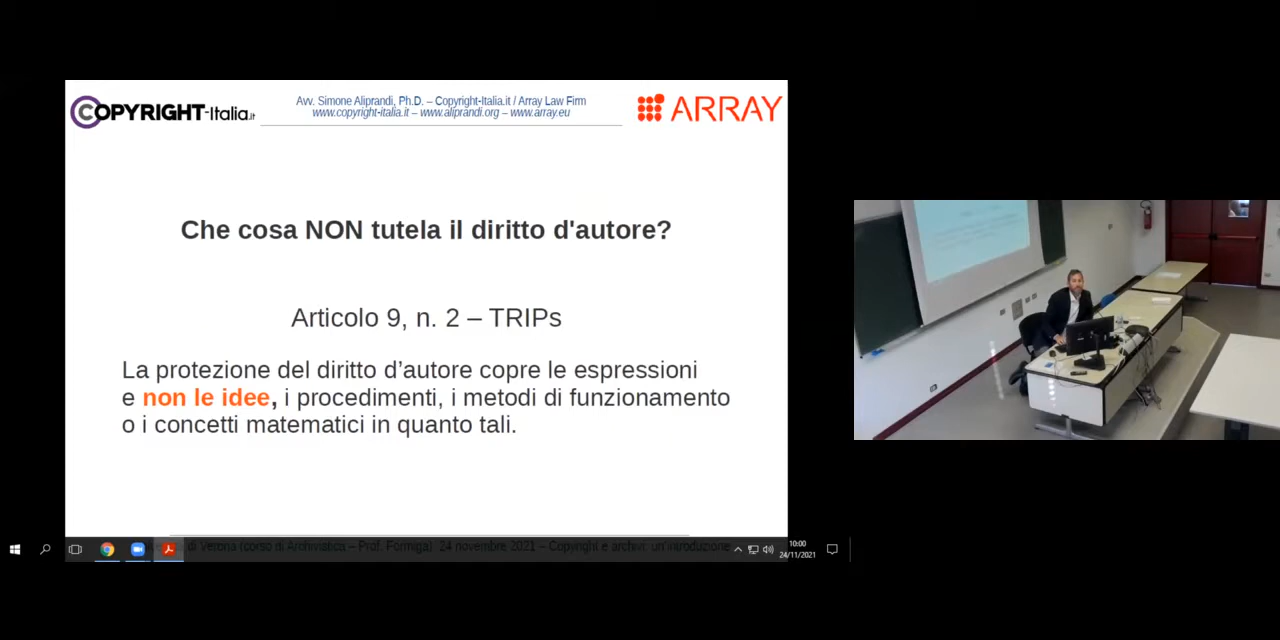 COPYRIGHT-Italia.it
Avv. Simone Aliprandi, Ph.D. – Copyright-Italia.it / Array Law Firm
www.copyright-italia.it – www.aliprandi.org – www.array.eu
ARRAY
Che cosa NON tutela il diritto d'autore?
Articolo 9, n. 2 – TRIPs
La protezione del diritto d’autore copre le espressioni
e non le idee, i procedimenti, i metodi di funzionamento
o i concetti matematici in quanto tali.
di Verona (corso di Archivistica – Prof. Formiga) 24 novembre 2021 – Copyright e archivi: un'introduzione
10:00
24/11/2021